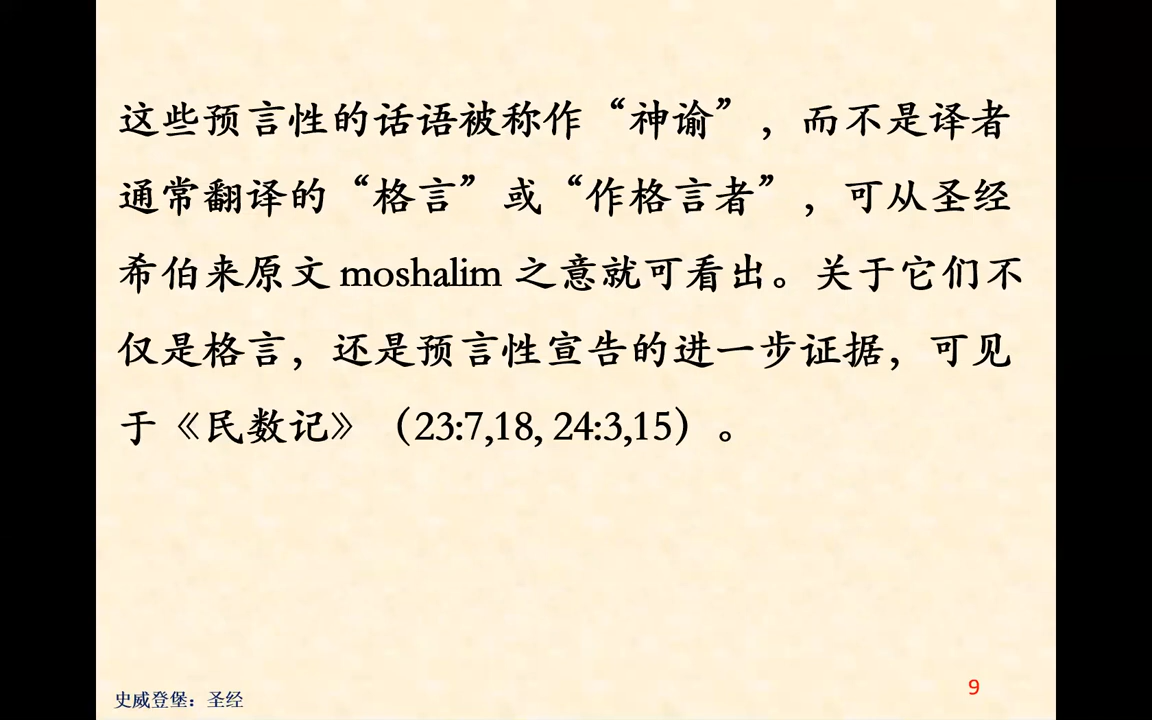 这些预言性的话语被称作“神谕”，而不是译者
通常翻译的“格言”或“作格言者”，可从圣经
希伯来原文 moshalim 之意就可看出。关于它们不
仅是格言，还是预言性宣告的进一步证据，可见
于《民数记》（23:7,18, 24:3,15）。
史威登堡：圣经
9